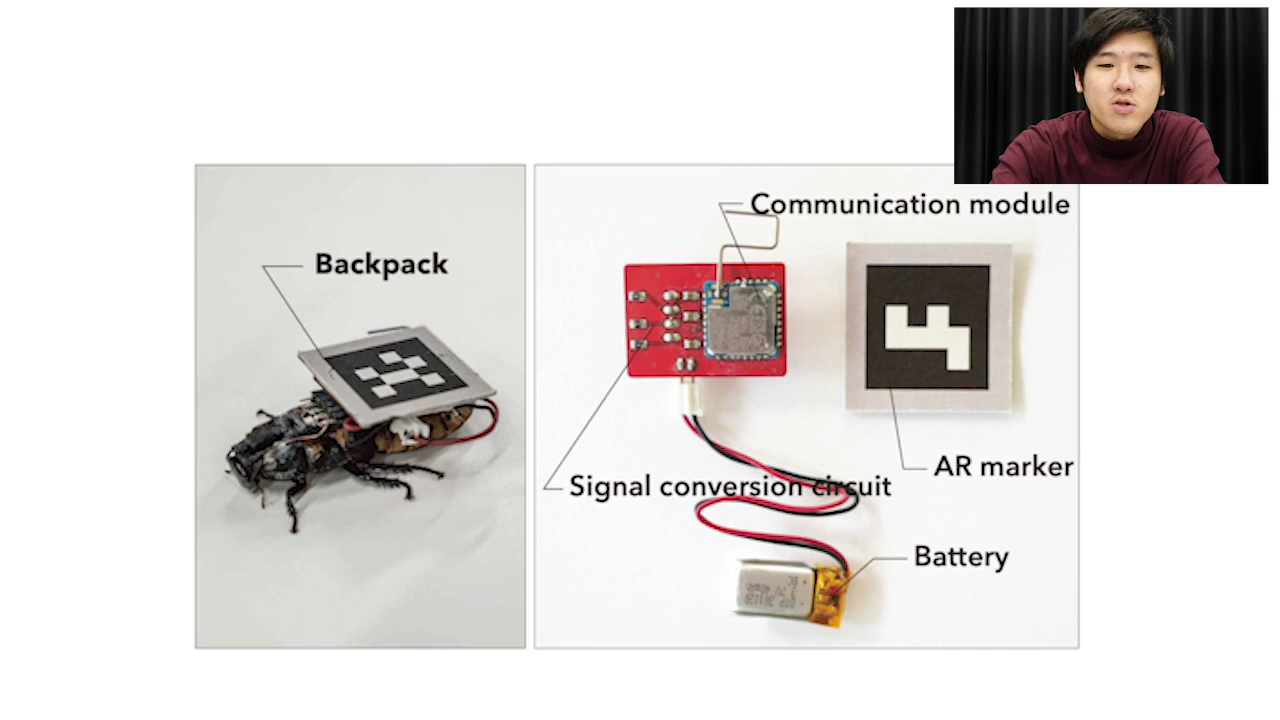 Backpack
Communication module
AR marker
Signal conversion circuit
Battery